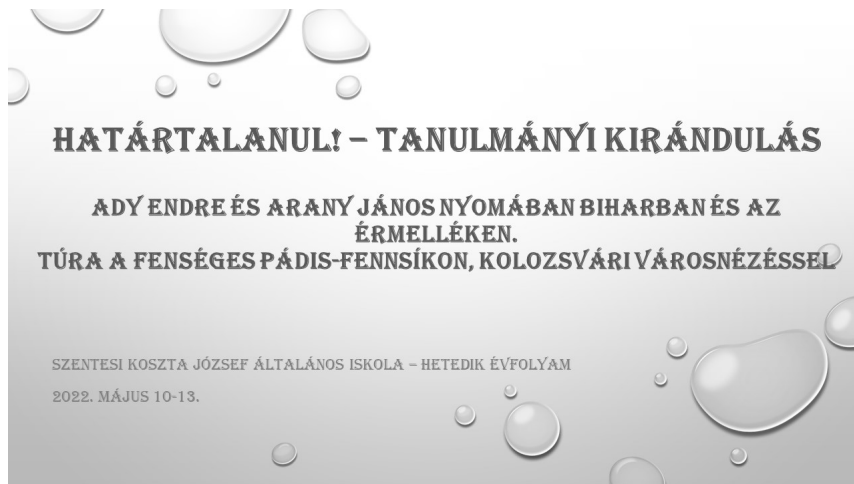 HATÁRTALANUL! – TANULMÁNYI KIRÁNDULÁS
ADY ENDRE ÉS ARANY JÁNOS NYOMÁBAN BIHARBAN ÉS AZ
ÉRMELLÉKEN.
TÚRA A FENSÉGES PÁDIS-FENNSÍKON, KOLOZSVÁRI VÁROSNÉZÉSSEL
SZENTESI KOSZTA JÓZSEF ÁLTALÁNOS ISKOLA – HETEDIK ÉVFOLYAM
2022. MÁJUS 10-13.